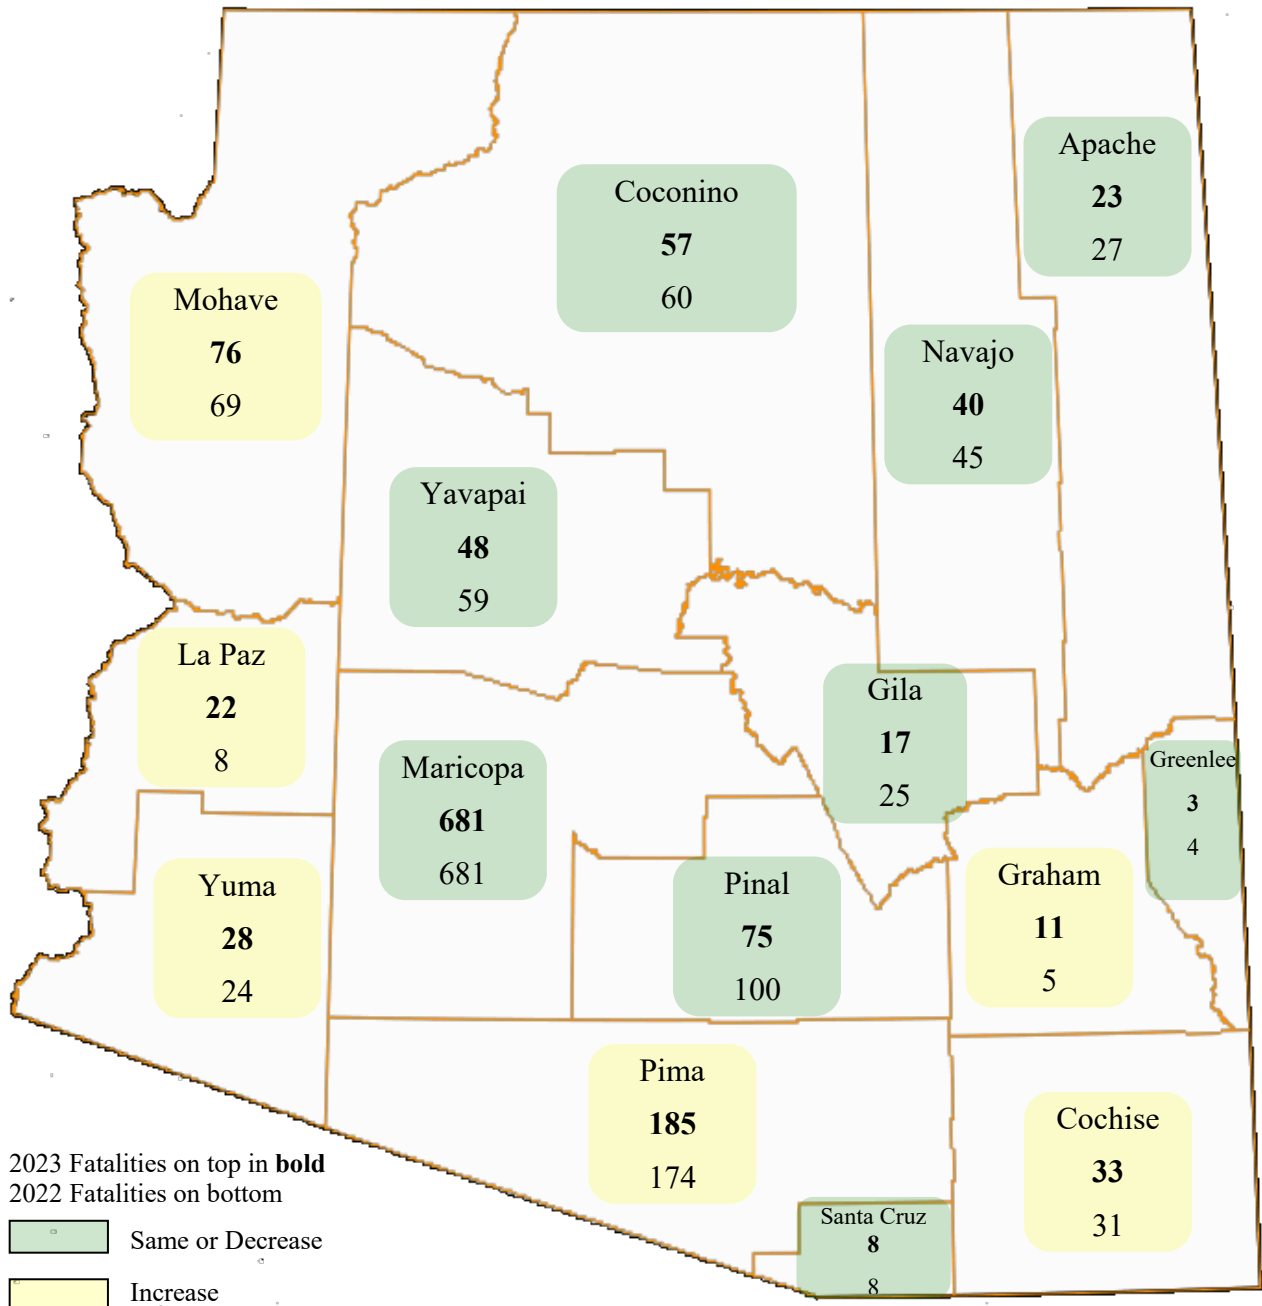 Apache
23
27
Coconino
57
60
Mohave
76
69
Navajo
40
45
Yavapai
48
59
La Paz
22
8
Gila
17
25
Maricopa
681
681
Greenlee
3
4
Yuma
28
24
Pinal
75
100
Graham
11
5
Pima
185
174
Cochise
33
31
Santa Cruz
8
8
2023 Fatalities on top in bold
2022 Fatalities on bottom
Same or Decrease
Increase